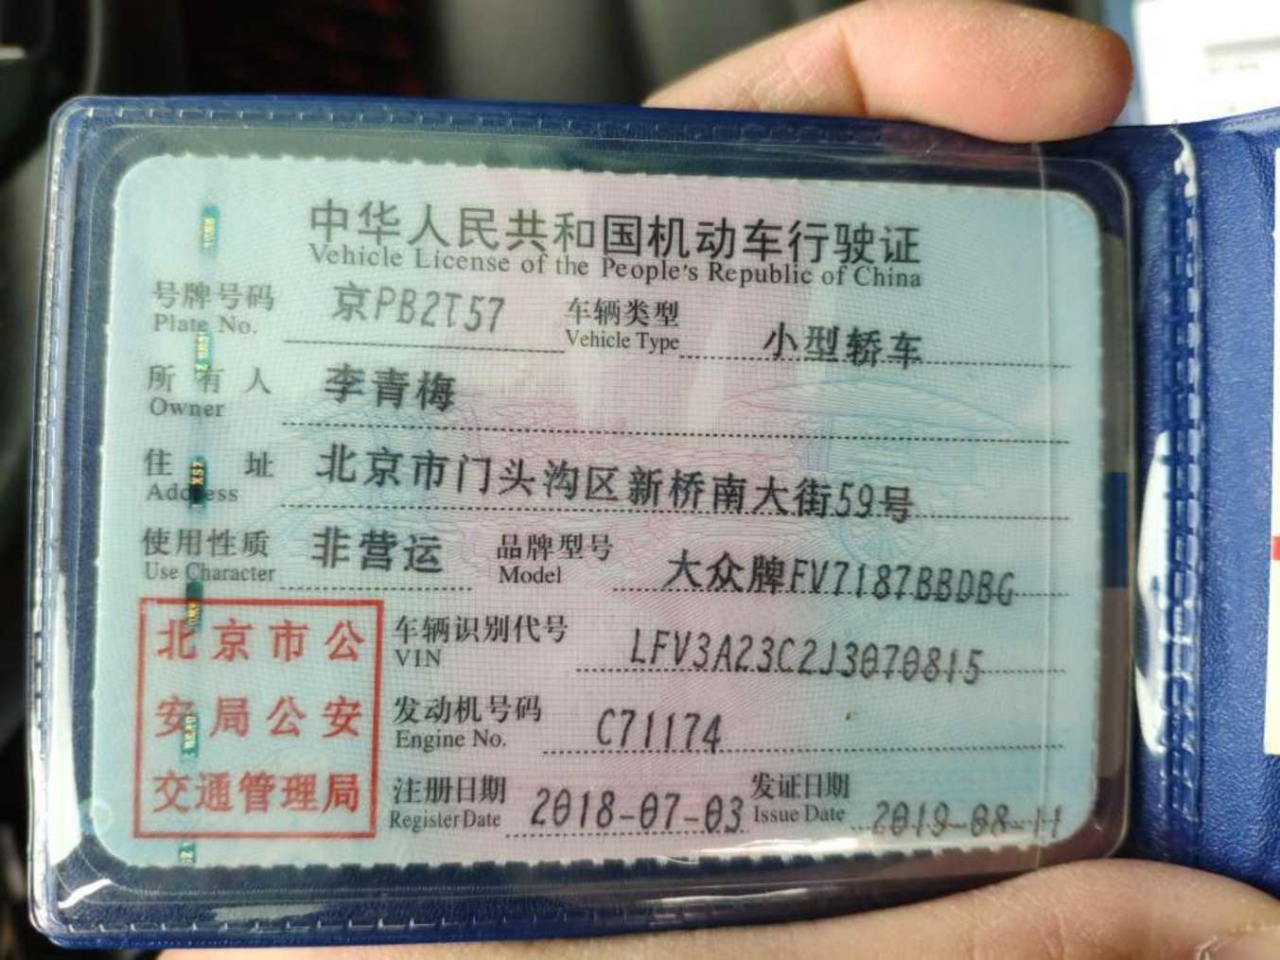 中华人民共和国机动车行驶证
Vehicle License of the People's Republic of China
号牌号码 京PB2T57 车辆类型 小型轿车
Plate No. Vehicle Type
所有人 李青梅
Owner
住址 北京市门头沟区新桥南大街59号
Address
使用性质 非营运 品牌型号 大众牌FV7187BBDBG
Use Character Model
北京市公安局公安交通管理局
车辆识别代号 LFV3A23C2J3070815
VIN
发动机号码 C71174
Engine No.
注册日期 2018-07-03 发证日期 2019-08-11
Register Date Issue Date